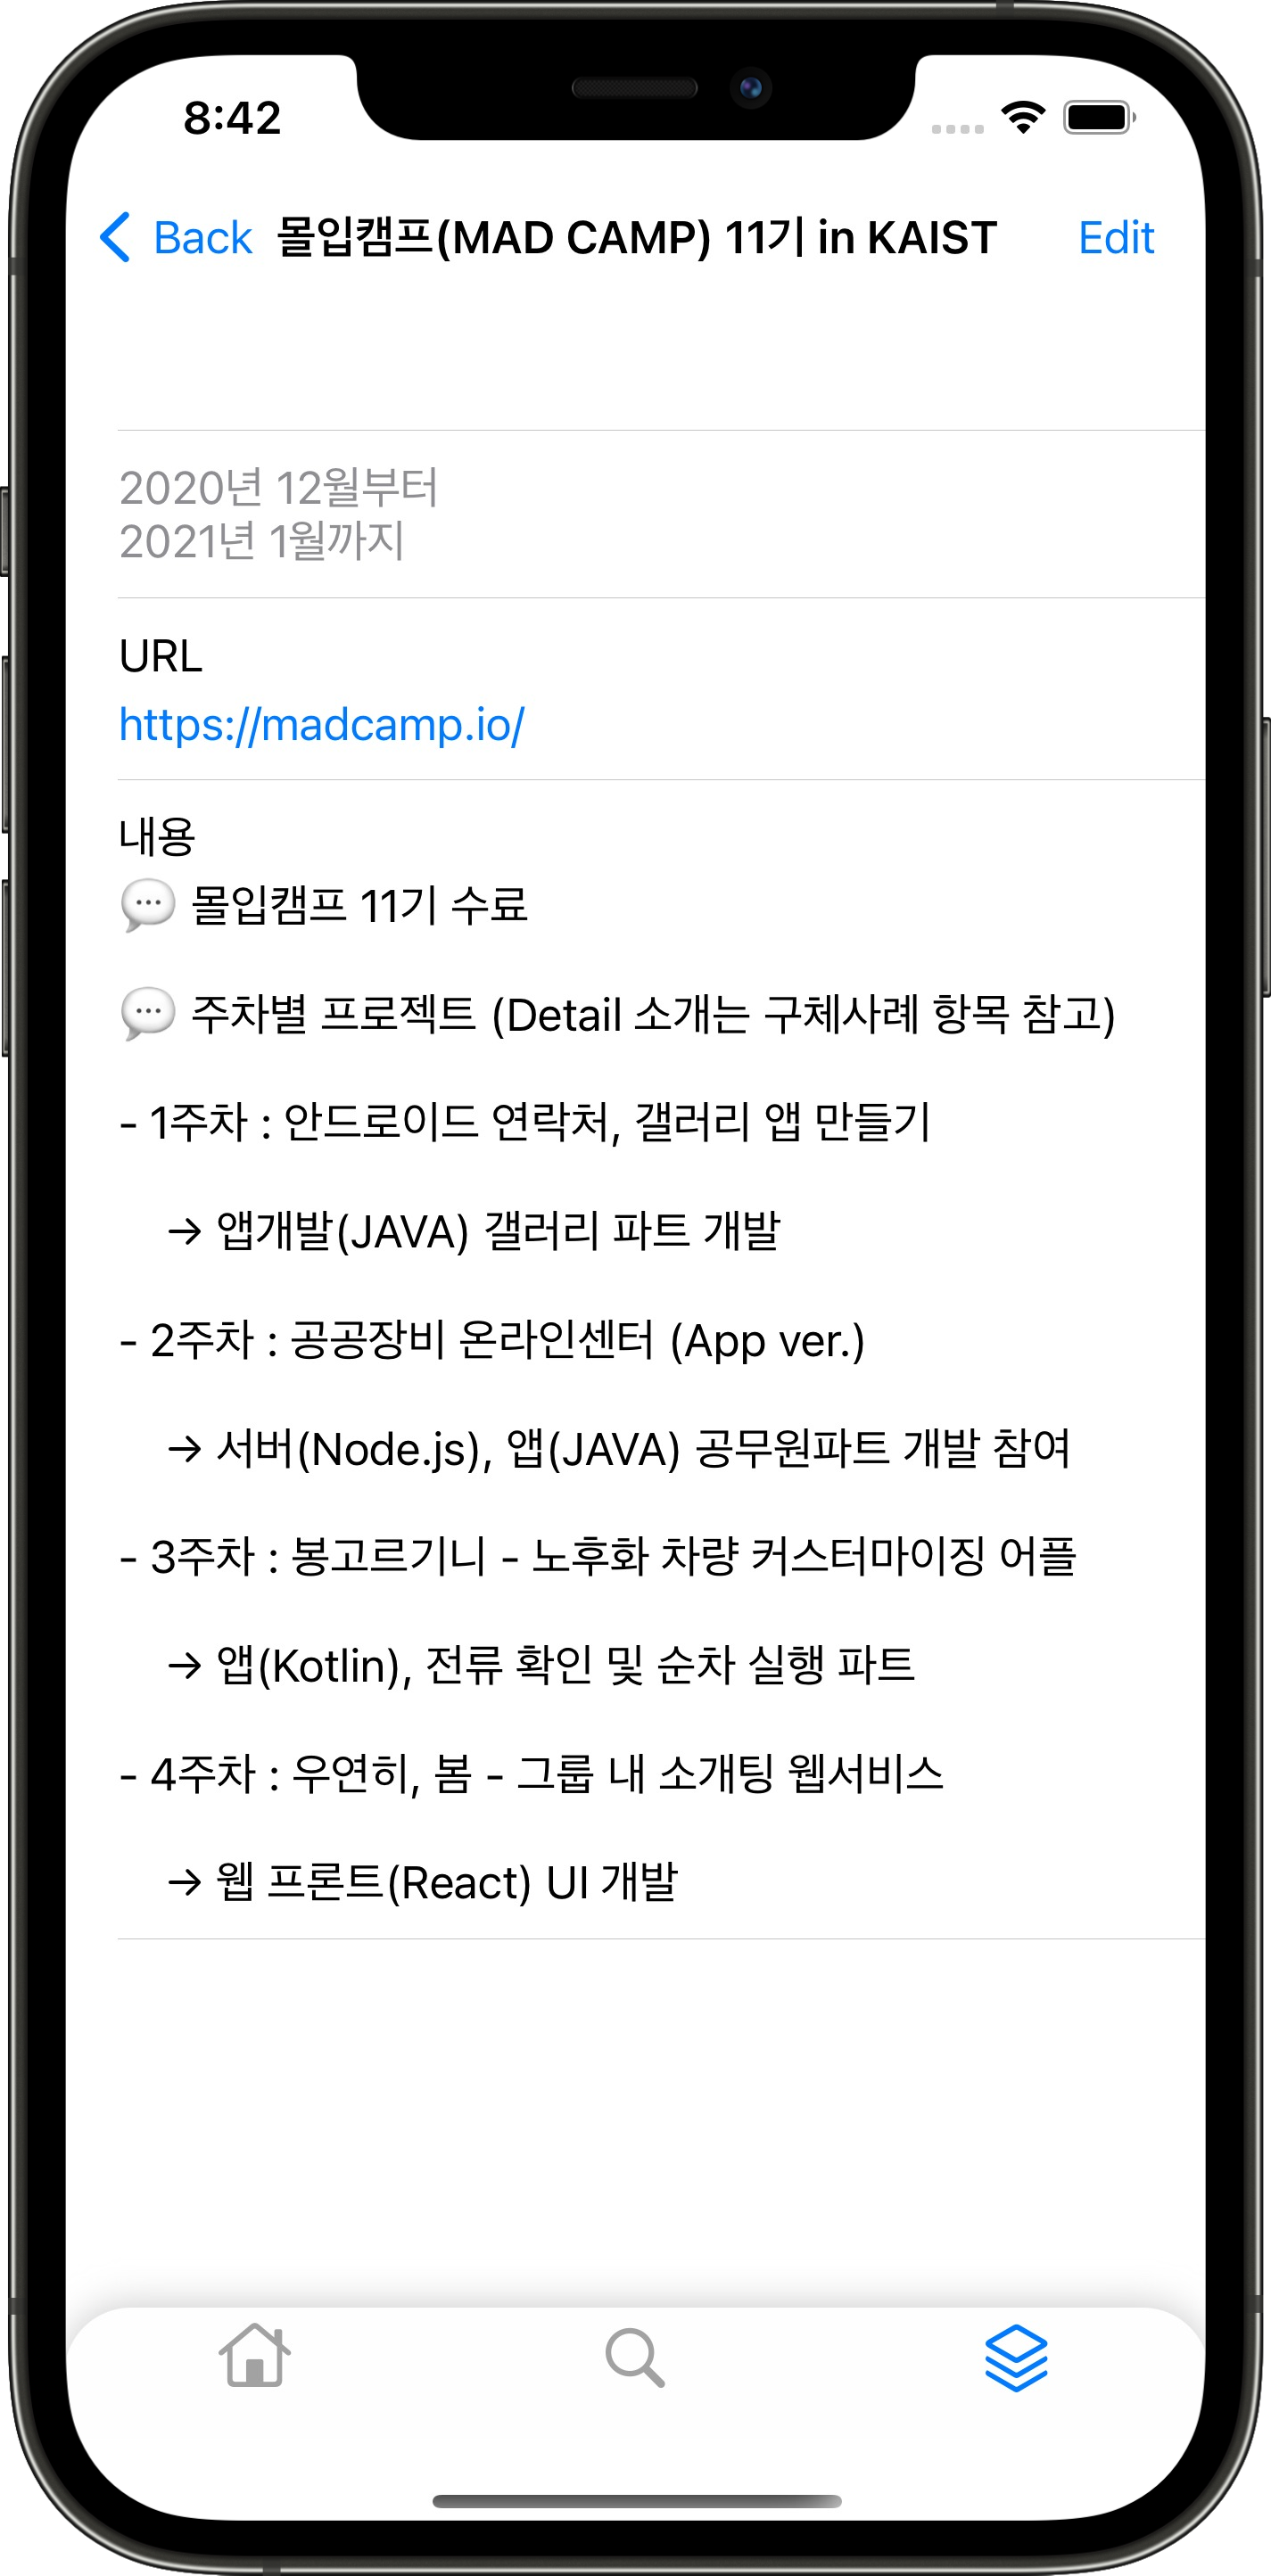 8:42
Back 몰입캠프(MAD CAMP) 11기 in KAIST Edit
2020년 12월부터
2021년 1월까지
URL
https://madcamp.io/
내용
💬 몰입캠프 11기 수료
💬 주차별 프로젝트 (Detail 소개는 구체사례 항목 참고)
- 1주차 : 안드로이드 연락처, 갤러리 앱 만들기
→ 앱개발(JAVA) 갤러리 파트 개발
- 2주차 : 공공장비 온라인센터 (App ver.)
→ 서버(Node.js), 앱(JAVA) 공무원파트 개발 참여
- 3주차 : 봉고르기니 - 노후화 차량 커스터마이징 어플
→ 앱(Kotlin), 전류 확인 및 순차 실행 파트
- 4주차 : 우연히, 봄 - 그룹 내 소개팅 웹서비스
→ 웹 프론트(React) UI 개발